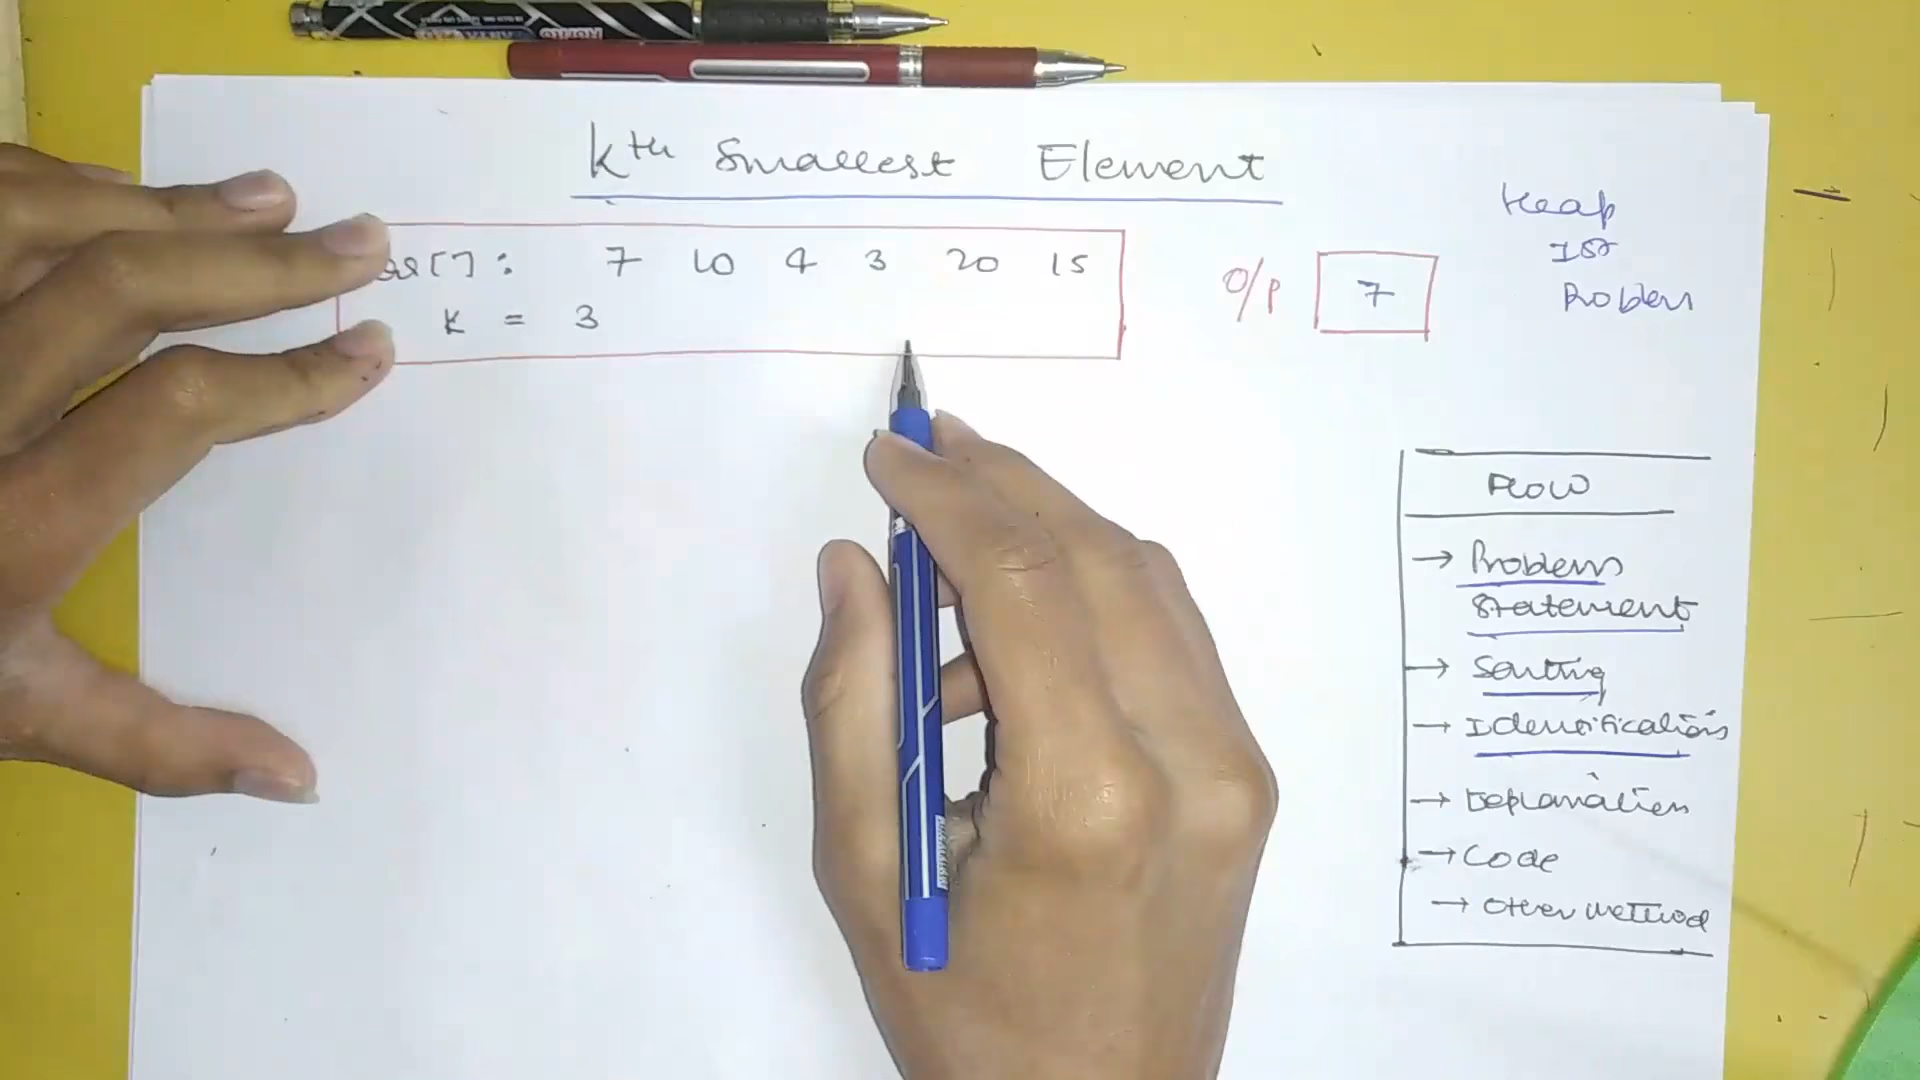 Kth Smallest Element
arr[] : 7 10 4 3 20 15
K = 3
O/P 7
Heap
Ist
Problem
Flow
→ Problem
Statement
→ Sorting
→ Identification
→ Explanation
→ Code
→ Other method